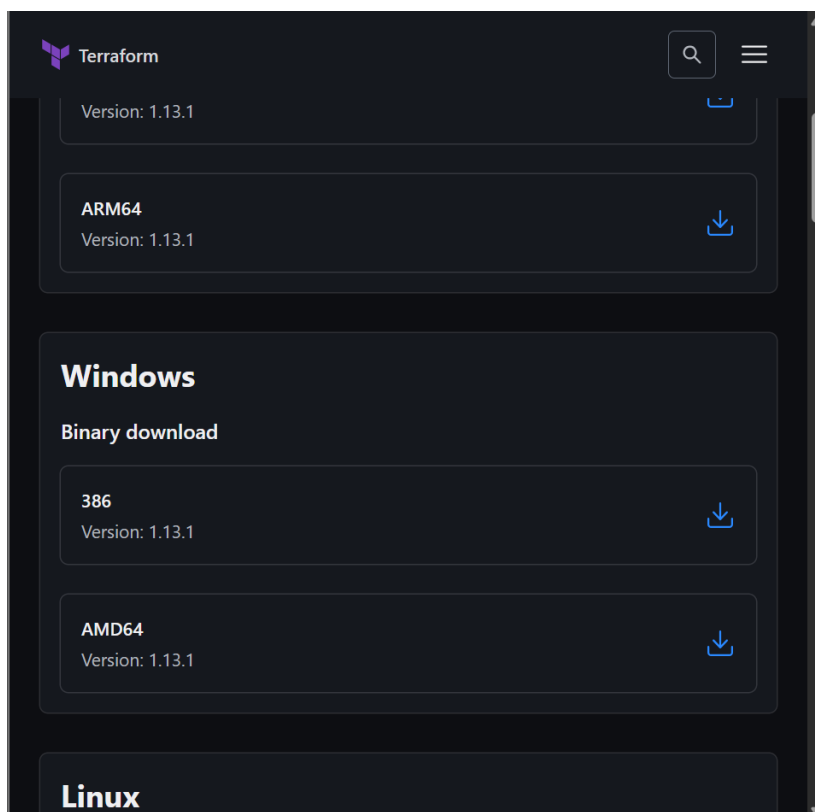 Terraform
Version: 1.13.1
ARM64
Version: 1.13.1
Windows
Binary download
386
Version: 1.13.1
AMD64
Version: 1.13.1
Linux